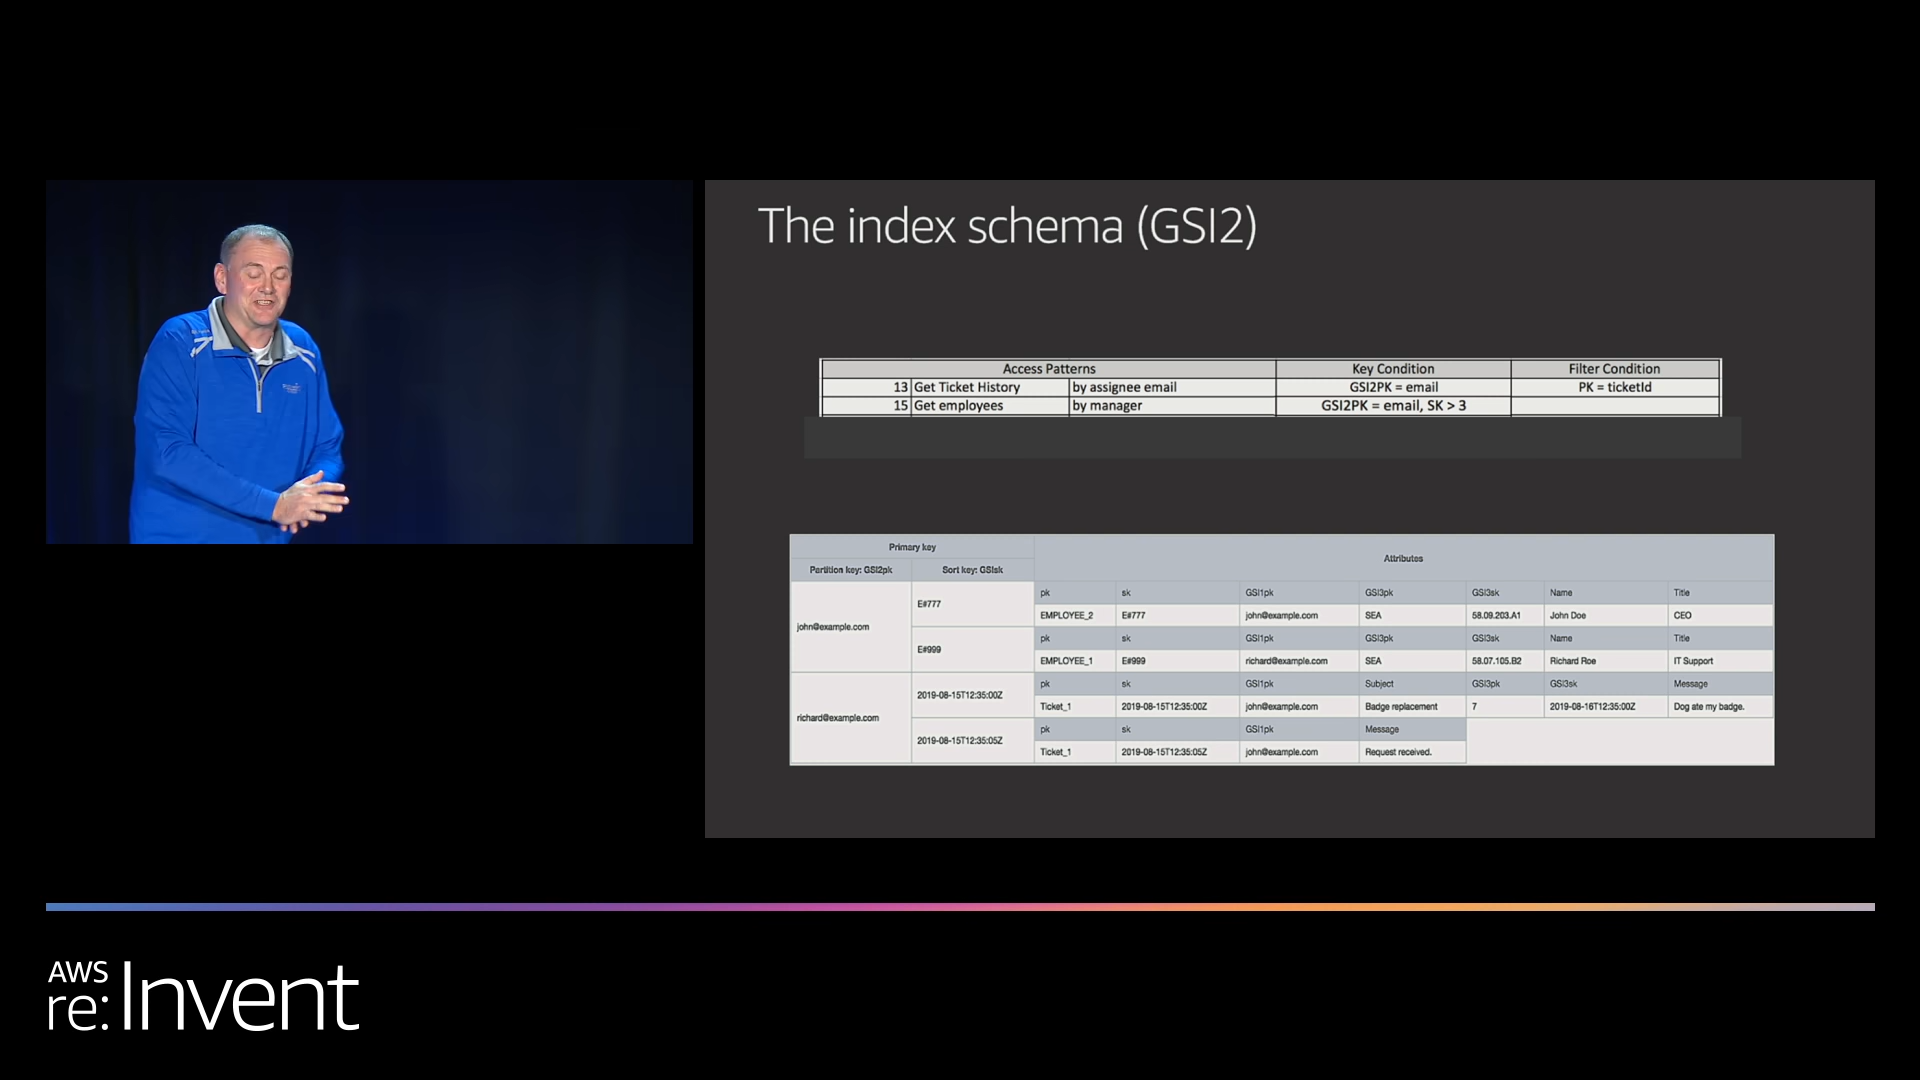 The index schema (GSI2)
Access Patterns Key Condition Filter Condition
13 Get Ticket History by assignee email GSI2PK = email PK = ticketId
15 Get employees by manager GSI2PK = email, SK > 3
Primary key Attributes
Partition key: GSI2pk Sort key: GSIsk
john@example.com E#777 pk sk GSI1pk GSI3pk GSI3sk Name Title
EMPLOYEE_2 E#777 john@example.com SEA 58.09.203.A1 John Doe CEO
E#999 pk sk GSI1pk GSI3pk GSI3sk Name Title
EMPLOYEE_1 E#999 richard@example.com SEA 58.07.105.B2 Richard Roe IT Support
richard@example.com 2019-08-15T12:35:00Z pk sk GSI1pk Subject GSI3pk GSI3sk Message
Ticket_1 2019-08-15T12:35:00Z john@example.com Badge replacement 7 2019-08-16T12:35:00Z Dog ate my badge.
2019-08-15T12:35:05Z pk sk GSI1pk Message
Ticket_1 2019-08-15T12:35:05Z john@example.com Request received.
AWS
re:Invent